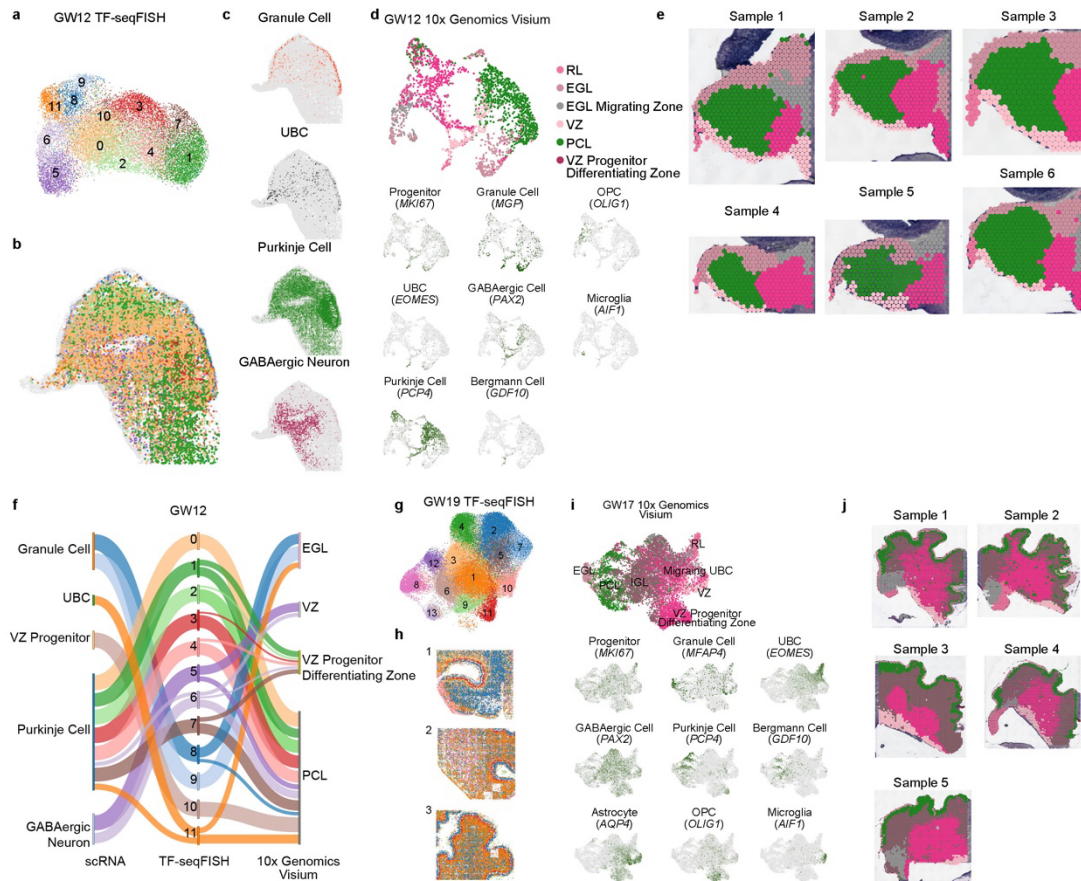 a GW12 TF-seqFISH
9
11 8 3
10
7
6 0 4 1
5 2
b
c Granule Cell
UBC
Purkinje Cell
GABAergic Neuron
d GW12 10x Genomics Visium
RL
EGL
EGL Migrating Zone
VZ
PCL
VZ Progenitor
Differentiating Zone
Progenitor
(MKI67)
Granule Cell
(MGP)
OPC
(OLIG1)
UBC
(EOMES)
GABAergic Cell
(PAX2)
Microglia
(AIF1)
Purkinje Cell
(PCP4)
Bergmann Cell
(GDF10)
e
Sample 1
Sample 2
Sample 3
Sample 4
Sample 5
Sample 6
f
GW12
Granule Cell
UBC
VZ Progenitor
Purkinje Cell
GABAergic
Neuron
scRNA
0
1
2
3
4
5
6
7
8
9
10
11
TF-seqFISH
EGL
VZ
VZ Progenitor
Differentiating Zone
PCL
10x Genomics
Visium
g GW19 TF-seqFISH
4 2
5 7
12 3
8 6 1 10
9
13 11
h
1
2
3
i GW17 10x Genomics
Visium
RL
EGL
PCL IGL
Migraing UBC
VZ
VZ Progenitor
Differentiating Zone
Progenitor
(MKI67)
Granule Cell
(MFAP4)
UBC
(EOMES)
GABAergic Cell
(PAX2)
Purkinje Cell
(PCP4)
Bergmann Cell
(GDF10)
Astrocyte
(AQP4)
OPC
(OLIG1)
Microglia
(AIF1)
j
Sample 1
Sample 2
Sample 3
Sample 4
Sample 5